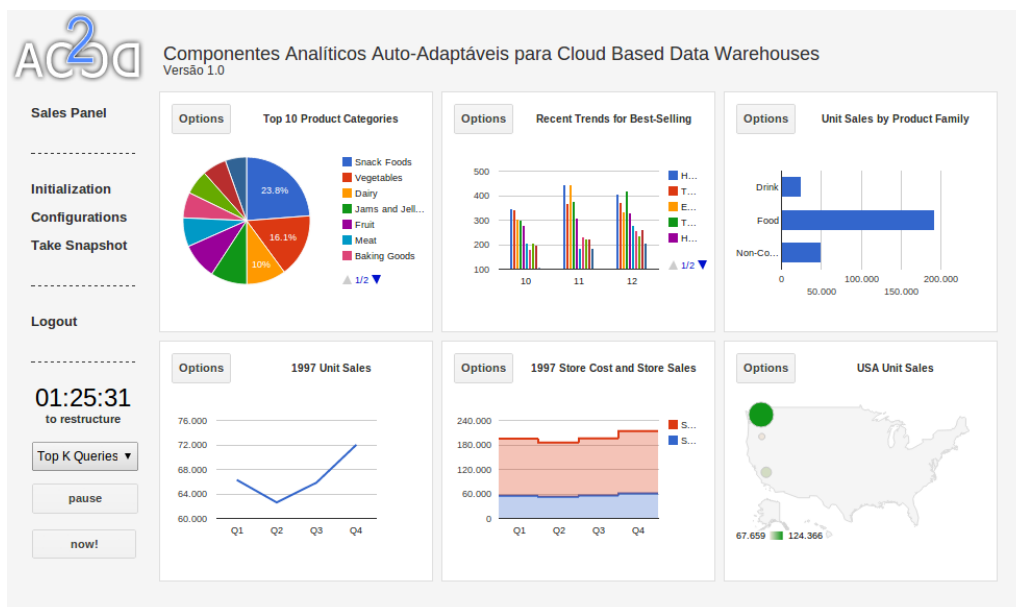 AC2DC
Componentes Analíticos Auto-Adaptáveis para Cloud Based Data Warehouses
Versão 1.0
Sales Panel
Initialization
Configurations
Take Snapshot
Logout
01:25:31
to restructure
Top K Queries ▼
pause
now!
Options
Top 10 Product Categories
23.8%
16.1%
10%
Snack Foods
Vegetables
Dairy
Jams and Jell...
Fruit
Meat
Baking Goods
▲ 1/2 ▼
Options
Recent Trends for Best-Selling
500
400
300
200
100
10 11 12
H...
T...
E...
T...
H...
▲ 1/2 ▼
Options
Unit Sales by Product Family
Drink
Food
Non-Co...
0 100.000 200.000
50.000 150.000
Options
1997 Unit Sales
76.000
72.000
68.000
64.000
60.000
Q1 Q2 Q3 Q4
Options
1997 Store Cost and Store Sales
240.000
180.000
120.000
60.000
0
Q1 Q2 Q3 Q4
S...
S...
Options
USA Unit Sales
67.659 124.366